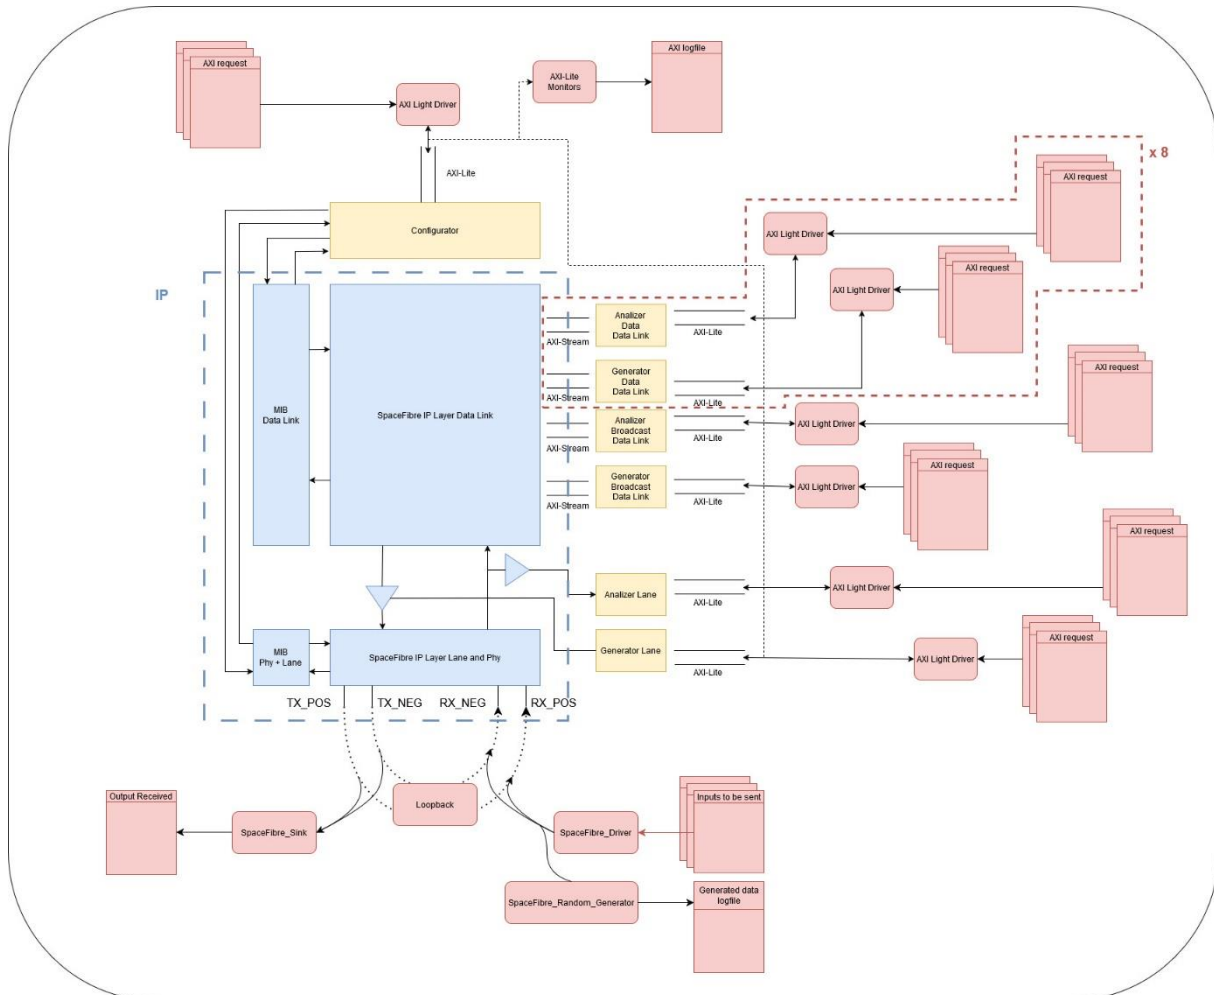 AXI request
AXI Light Driver
AXI-Lite
Monitors
AXI logfile
AXI-Lite
x 8
AXI request
Configurator
AXI Light Driver
AXI request
AXI Light Driver
IP
MIB
Data Link
SpaceFibre IP Layer Data Link
AXI-Stream
Analizer
Data
Data Link
AXI-Lite
AXI-Stream
Generator
Data
Data Link
AXI-Lite
AXI request
AXI-Stream
Analizer
Broadcast
Data Link
AXI-Lite
AXI Light Driver
AXI request
AXI-Stream
Generator
Broadcast
Data Link
AXI-Lite
AXI Light Driver
AXI request
Analizer Lane
AXI-Lite
AXI Light Driver
AXI request
MIB
Phy + Lane
SpaceFibre IP Layer Lane and Phy
Generator Lane
AXI-Lite
AXI Light Driver
TX_POS
TX_NEG
RX_NEG
RX_POS
Output Received
SpaceFibre_Sink
Loopback
SpaceFibre_Driver
Inputs to be sent
SpaceFibre_Random_Generator
Generated data
logfile